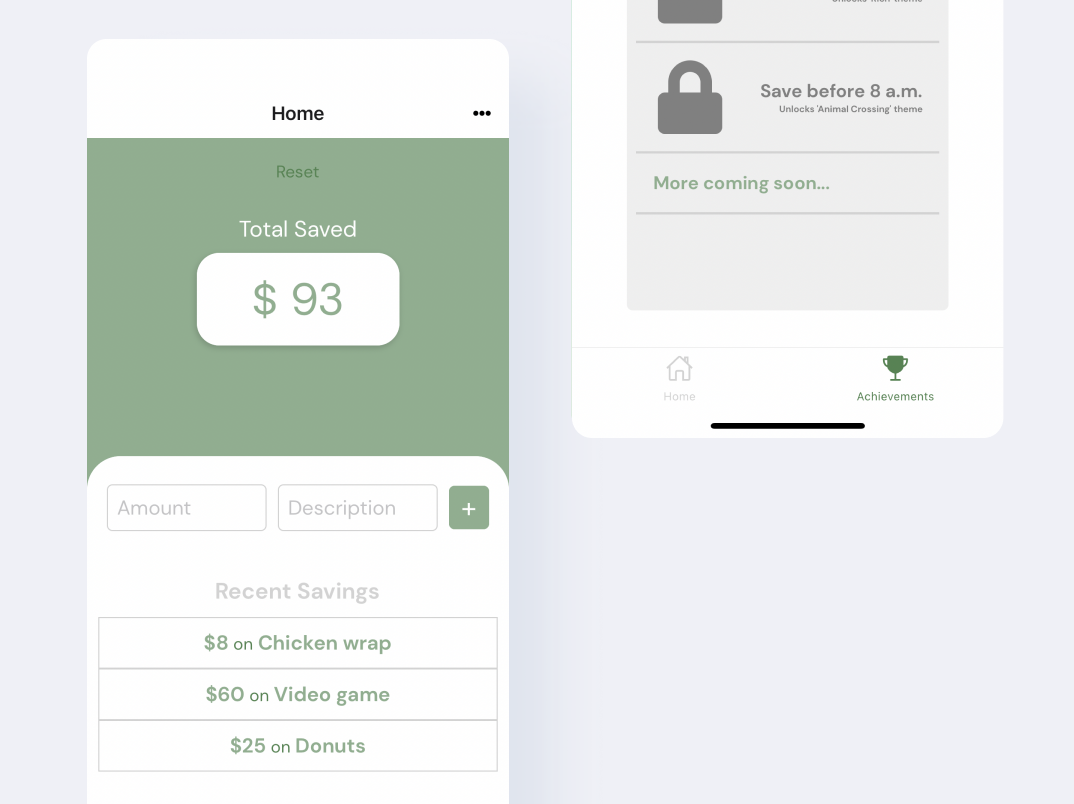 Home
•••
Reset
Total Saved
$ 93
Amount
Description
+
Recent Savings
$8 on Chicken wrap
$60 on Video game
$25 on Donuts
Save before 8 a.m.
Unlocks 'Animal Crossing' theme
More coming soon...
Home
Achievements